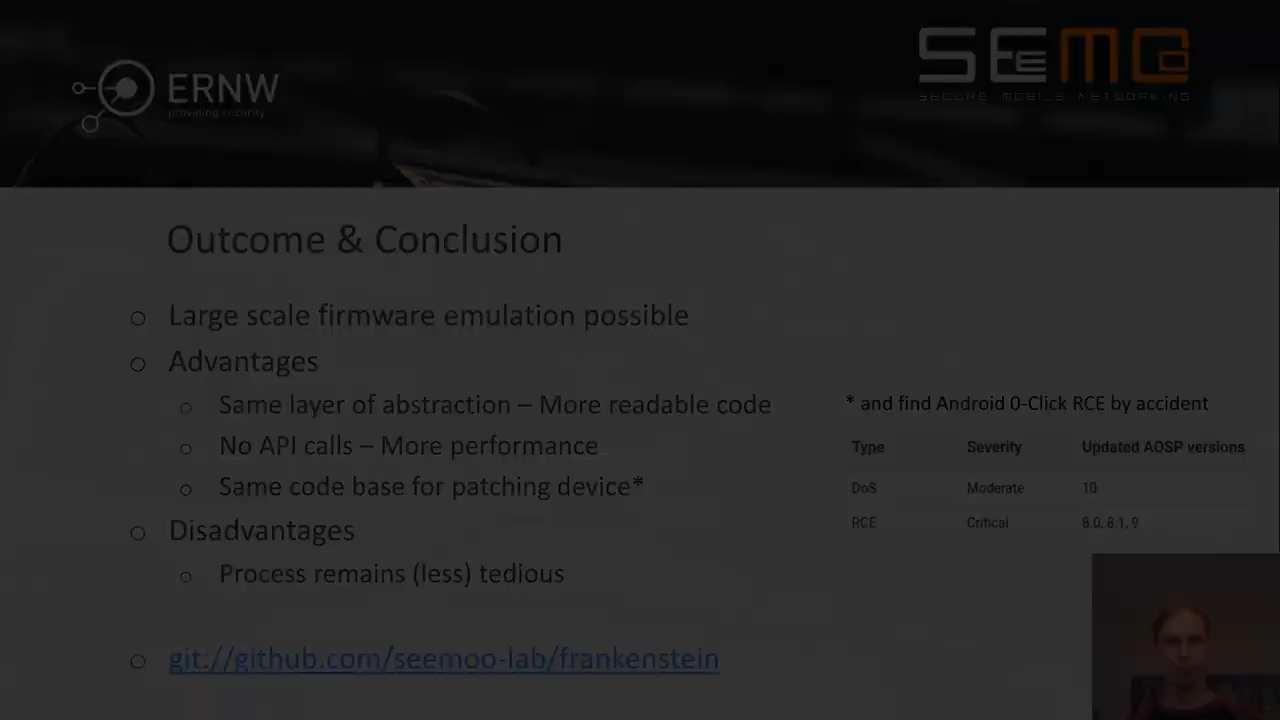 ERNW
providing security
SEEMOO
SECURE MOBILE NETWORKING
Outcome & Conclusion
Large scale firmware emulation possible
Advantages
Same layer of abstraction – More readable code
No API calls – More performance
Same code base for patching device*
Disadvantages
Process remains (less) tedious
git://github.com/seemoo-lab/frankenstein
* and find Android 0-Click RCE by accident
Type Severity Updated AOSP versions
DoS Moderate 10
RCE Critical 8.0, 8.1, 9